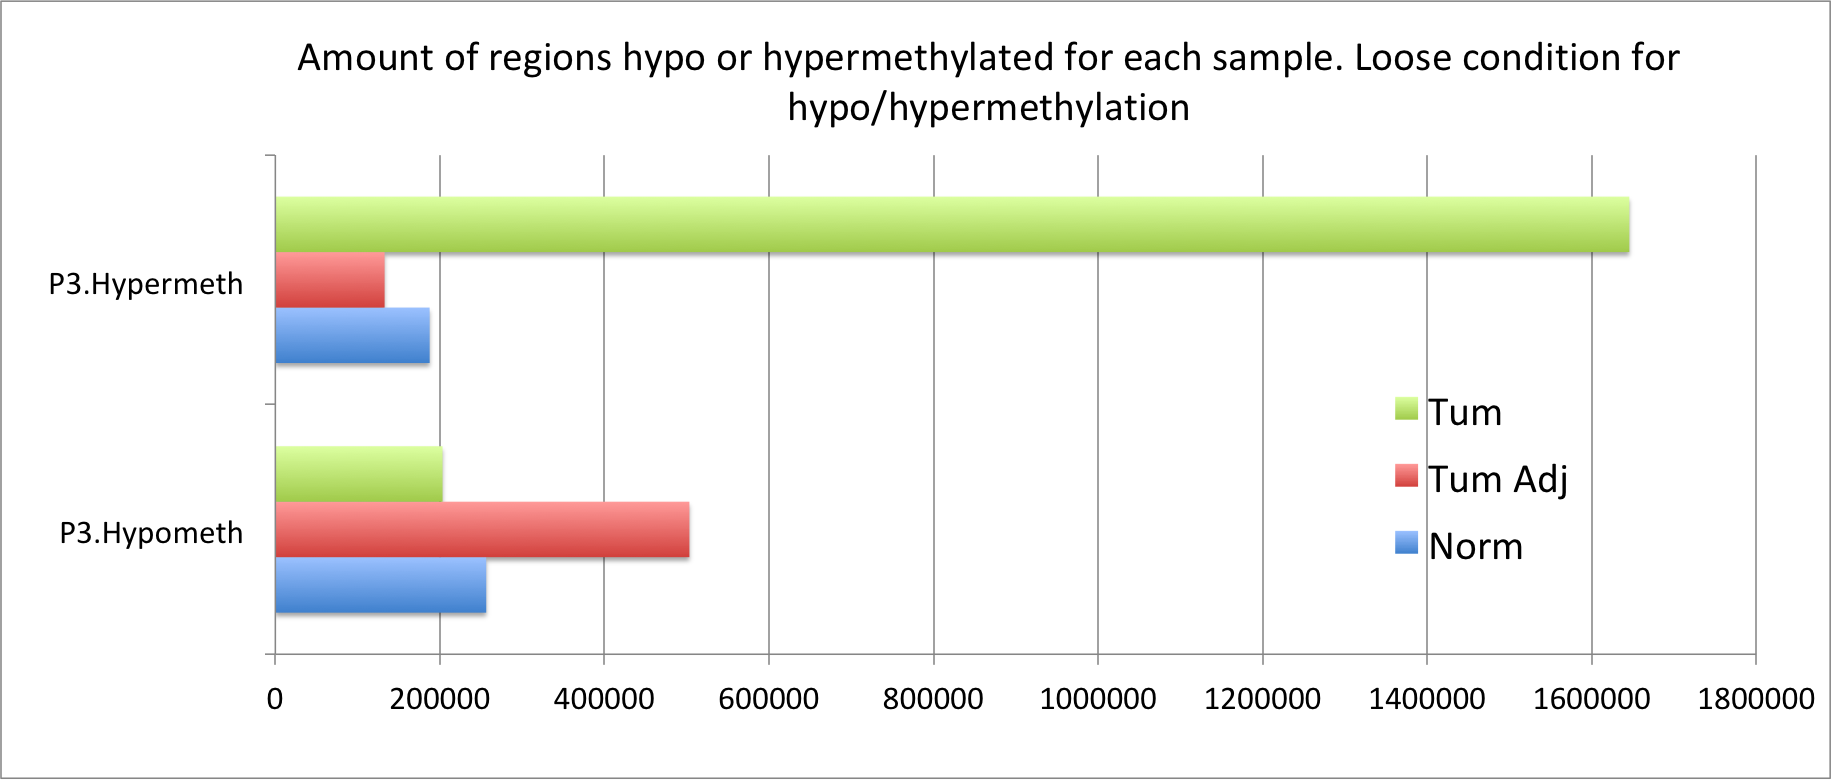 Amount of regions hypo or hypermethylated for each sample. Loose condition for
hypo/hypermethylation
P3.Hypermeth
P3.Hypometh
Tum
Tum Adj
Norm
0 200000 400000 600000 800000 1000000 1200000 1400000 1600000 1800000